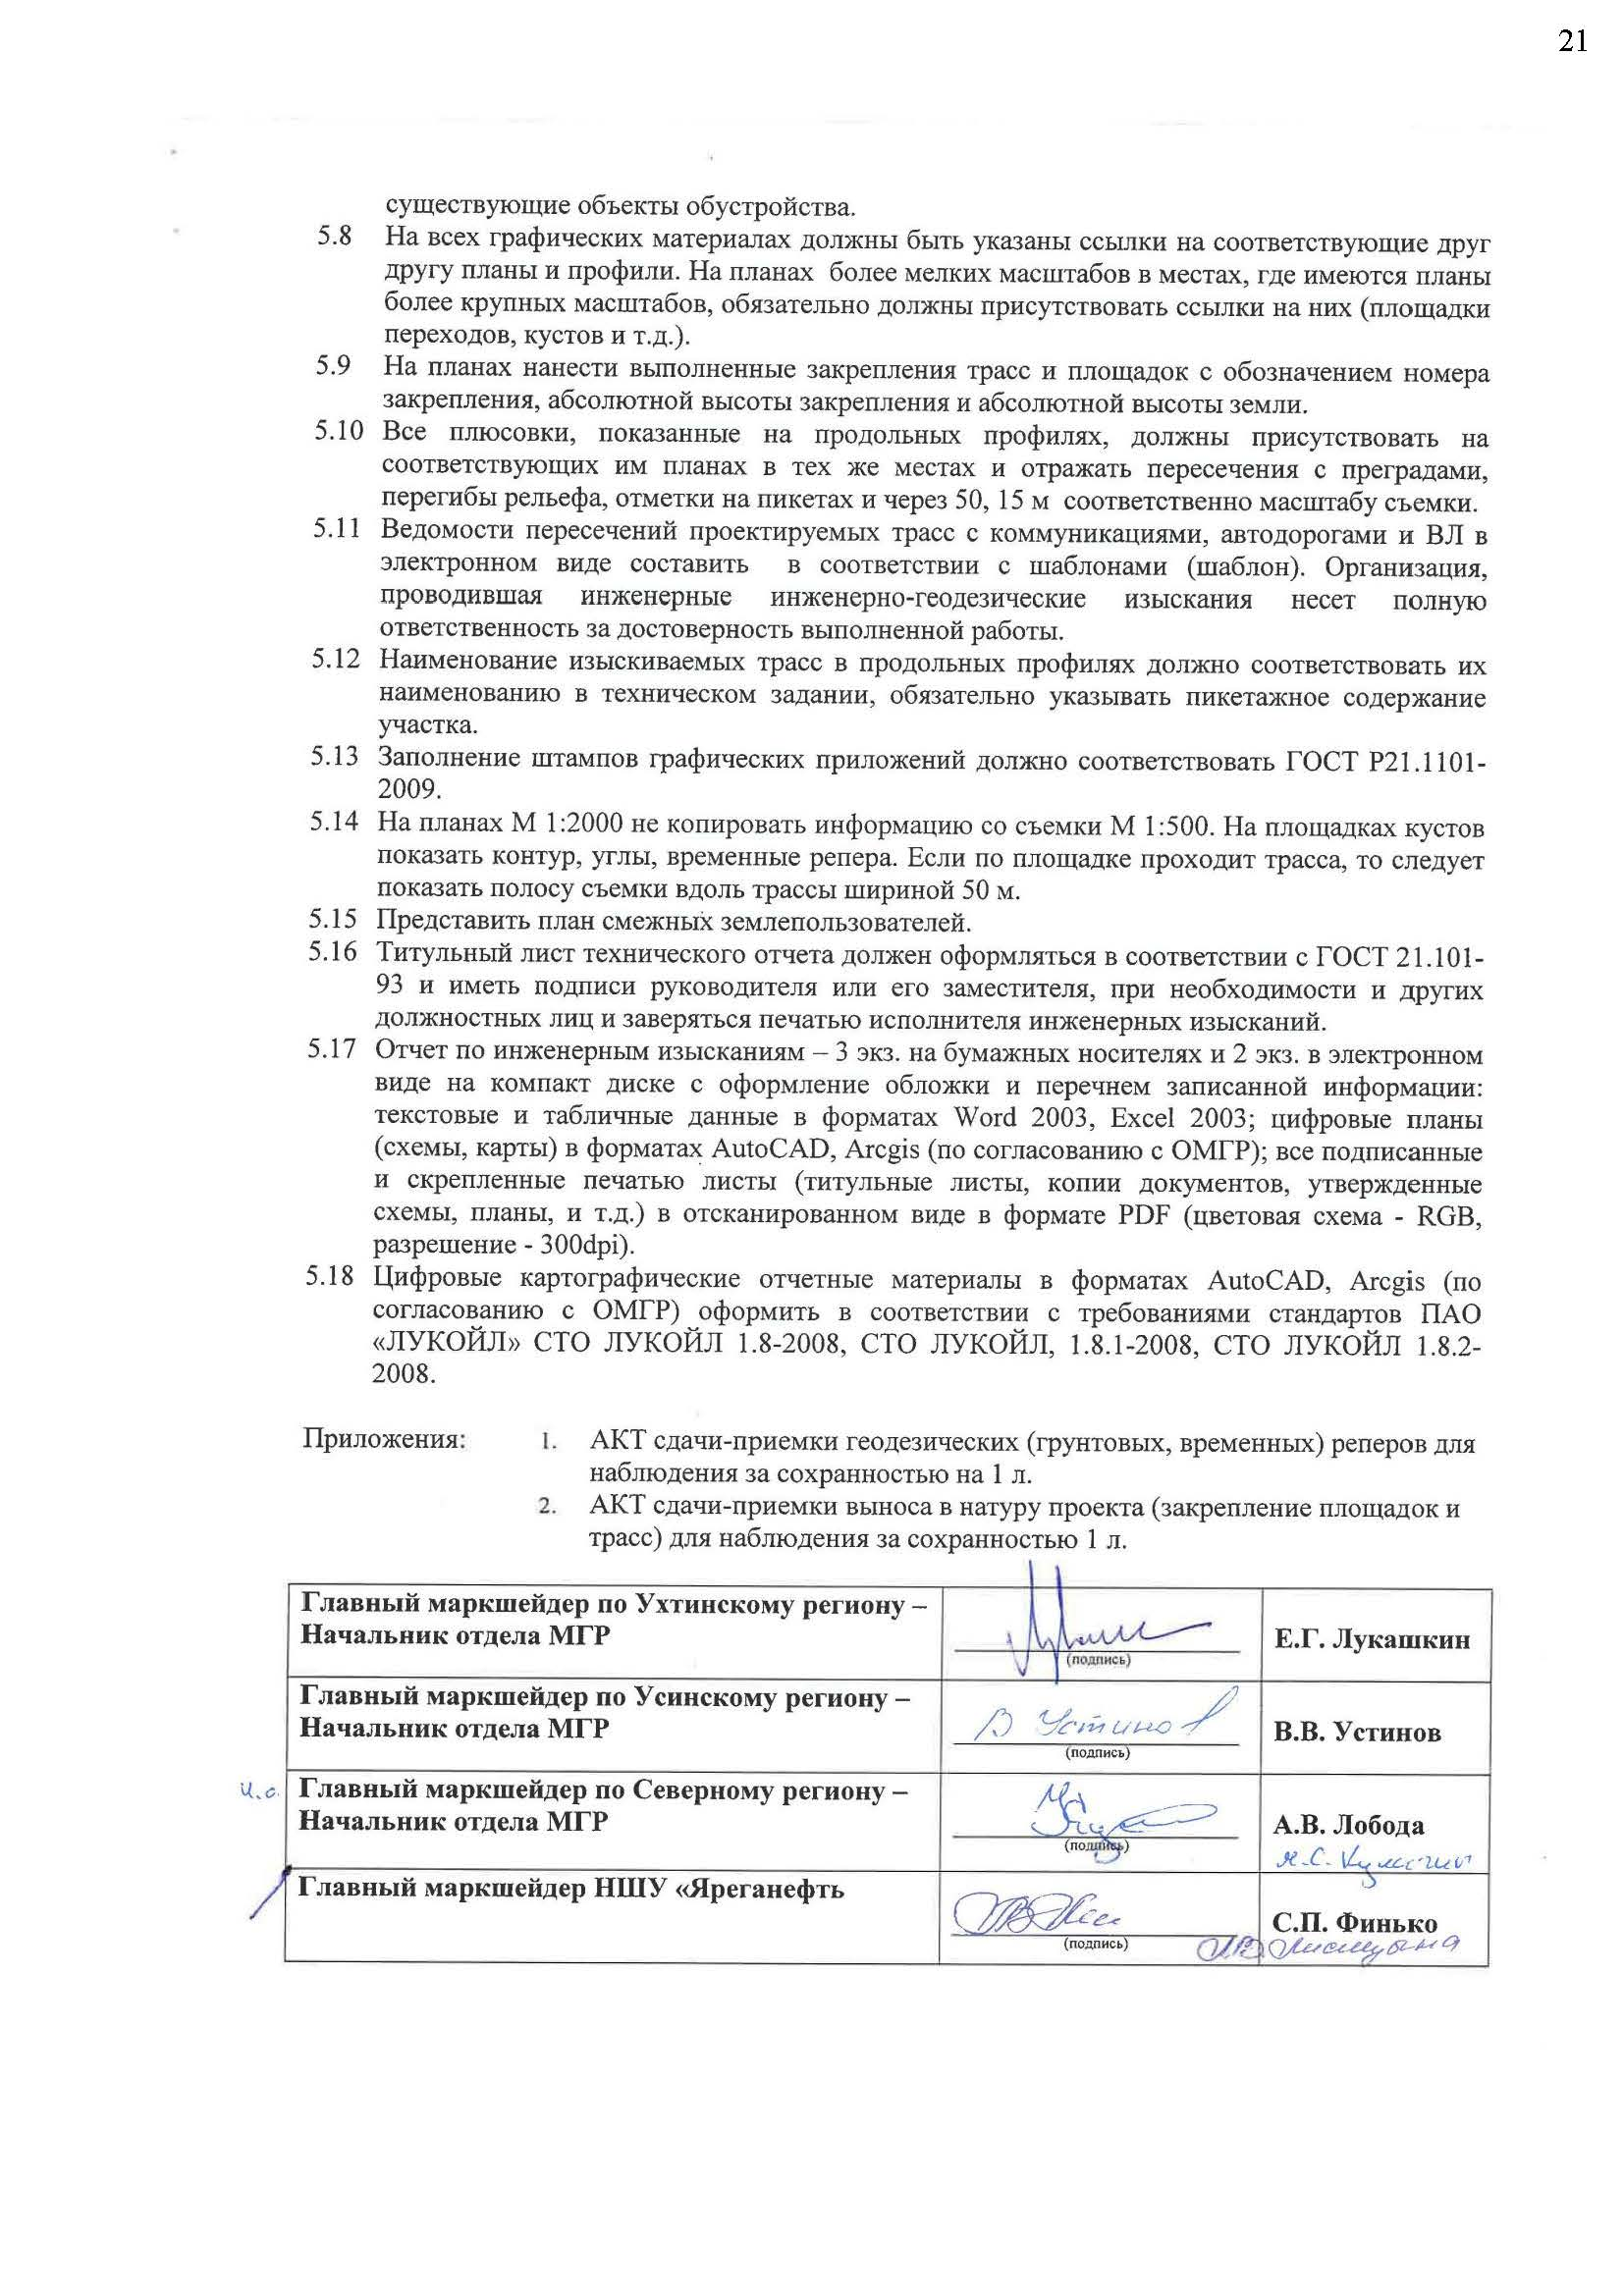 21
существующие объекты обустройства.
5.8 На всех графических материалах должны быть указаны ссылки на соответствующие друг
другу планы и профили. На планах более мелких масштабов в местах, где имеются планы
более крупных масштабов, обязательно должны присутствовать ссылки на них (площадки
переходов, кустов и т.д.).
5.9 На планах нанести выполненные закрепления трасс и площадок с обозначением номера
закрепления, абсолютной высоты закрепления и абсолютной высоты земли.
5.10 Все плюсовки, показанные на продольных профилях, должны присутствовать на
соответствующих им планах в тех же местах и отражать пересечения с преградами,
перегибы рельефа, отметки на пикетах и через 50, 15 м соответственно масштабу съемки.
5.11 Ведомости пересечений проектируемых трасс с коммуникациями, автодорогами и ВЛ в
электронном виде составить в соответствии с шаблонами (шаблон). Организация,
проводившая инженерные инженерно-геодезические изыскания несет полную
ответственность за достоверность выполненной работы.
5.12 Наименование изыскиваемых трасс в продольных профилях должно соответствовать их
наименованию в техническом задании, обязательно указывать пикетажное содержание
участка.
5.13 Заполнение штампов графических приложений должно соответствовать ГОСТ Р21.1101-
2009.
5.14 На планах М 1:2000 не копировать информацию со съемки М 1:500. На площадках кустов
показать контур, углы, временные репера. Если по площадке проходит трасса, то следует
показать полосу съемки вдоль трассы шириной 50 м.
5.15 Представить план смежных землепользователей.
5.16 Титульный лист технического отчета должен оформляться в соответствии с ГОСТ 21.101-
93 и иметь подписи руководителя или его заместителя, при необходимости и других
должностных лиц и заверяться печатью исполнителя инженерных изысканий.
5.17 Отчет по инженерным изысканиям – 3 экз. на бумажных носителях и 2 экз. в электронном
виде на компакт диске с оформление обложки и перечнем записанной информации:
текстовые и табличные данные в форматах Word 2003, Excel 2003; цифровые планы
(схемы, карты) в форматах AutoCAD, Arcgis (по согласованию с ОМГР); все подписанные
и скрепленные печатью листы (титульные листы, копии документов, утвержденные
схемы, планы, и т.д.) в отсканированном виде в формате PDF (цветовая схема - RGB,
разрешение - 300dpi).
5.18 Цифровые картографические отчетные материалы в форматах AutoCAD, Arcgis (по
согласованию с ОМГР) оформить в соответствии с требованиями стандартов ПАО
«ЛУКОЙЛ» СТО ЛУКОЙЛ 1.8-2008, СТО ЛУКОЙЛ, 1.8.1-2008, СТО ЛУКОЙЛ 1.8.2-
2008.
Приложения: 1. АКТ сдачи-приемки геодезических (грунтовых, временных) реперов для
наблюдения за сохранностью на 1 л.
2. АКТ сдачи-приемки выноса в натуру проекта (закрепление площадок и
трасс) для наблюдения за сохранностью 1 л.
Главный маркшейдер по Ухтинскому региону –
Начальник отдела МГР
(подпись)
Е.Г. Лукашкин
Главный маркшейдер по Усинскому региону –
Начальник отдела МГР
В Устинов
(подпись)
В.В. Устинов
и.о. Главный маркшейдер по Северному региону –
Начальник отдела МГР
(подпись)
А.В. Лобода
Главный маркшейдер НШУ «Яреганефть
(подпись)
С.П. Финько